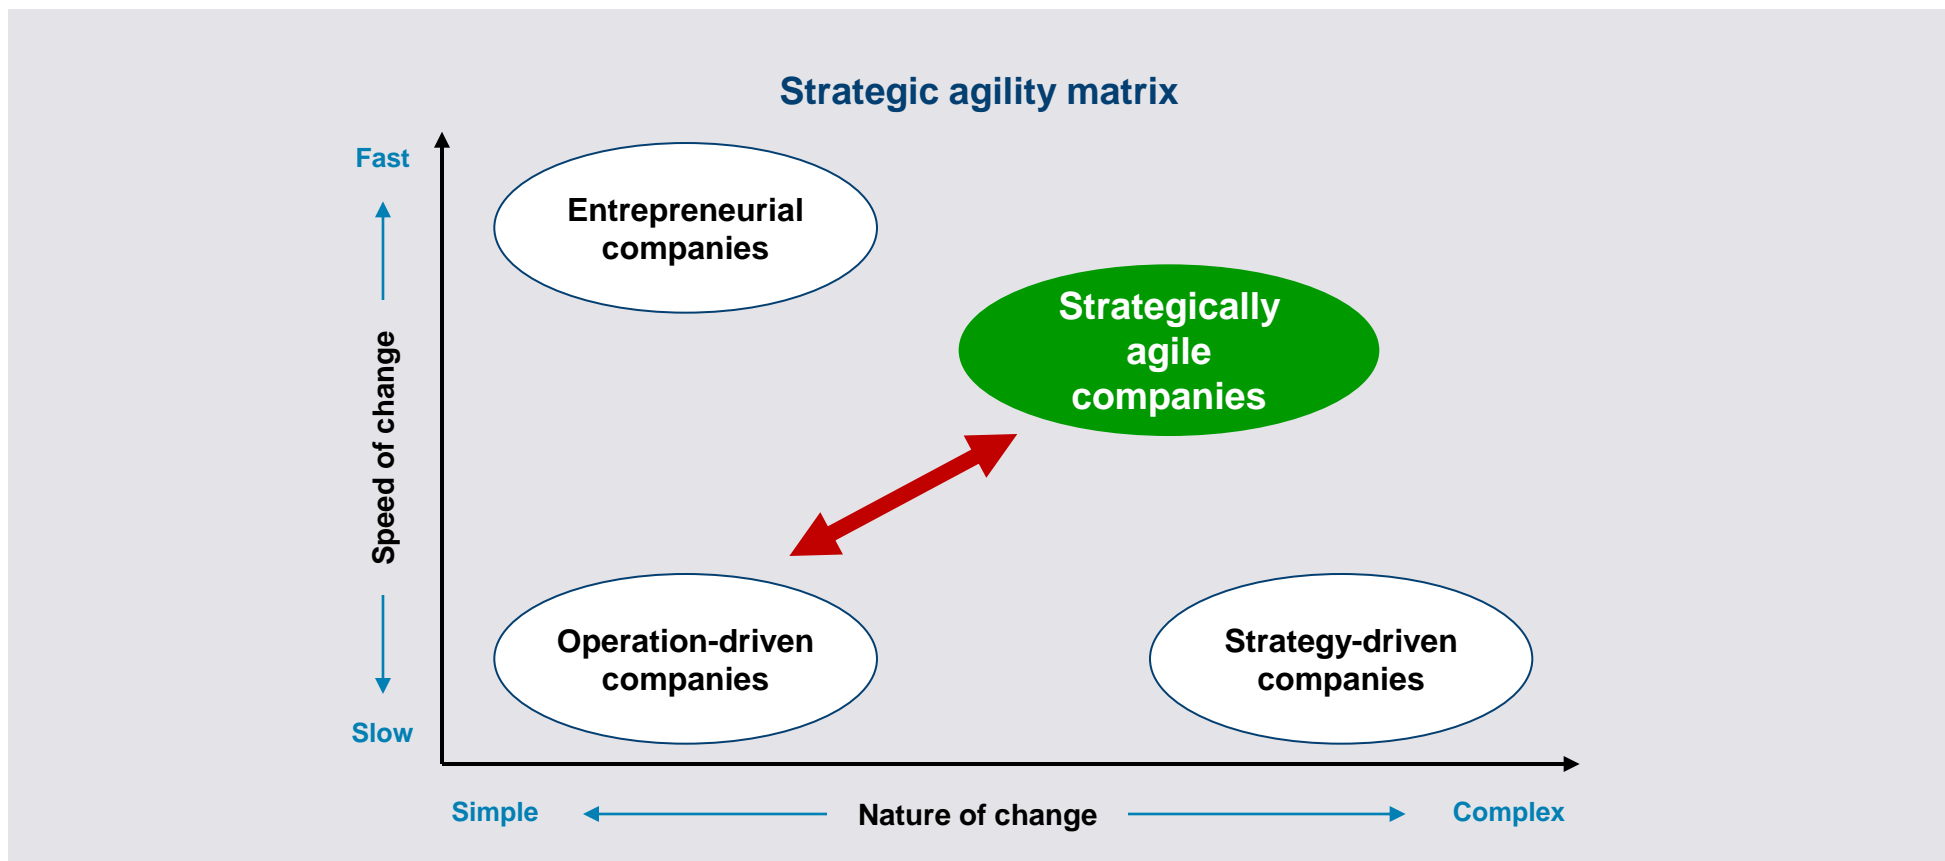 Strategic agility matrix
Fast
Entrepreneurial
companies
Strategically
agile
companies
Speed of change
Operation-driven
companies
Strategy-driven
companies
Slow
Simple
Nature of change
Complex